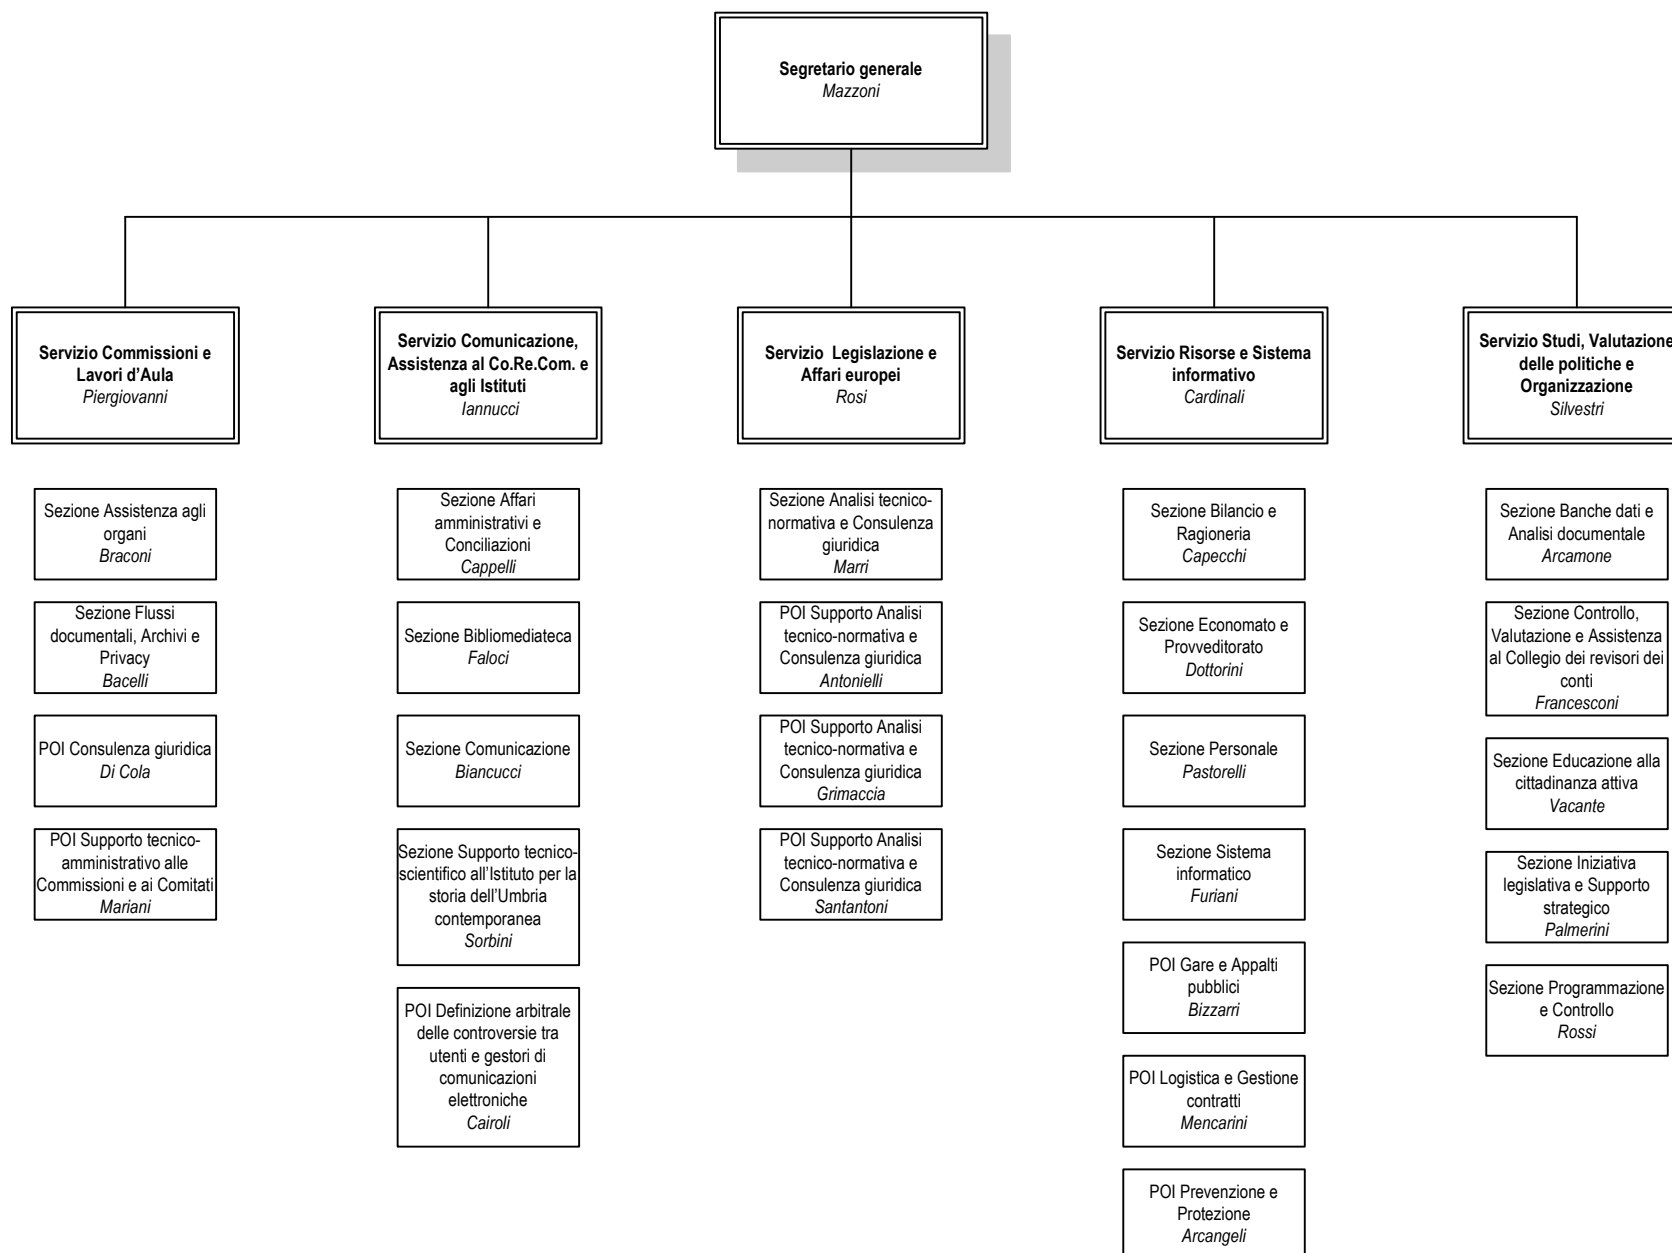 Segretario generale
Mazzoni
Servizio Commissioni e
Lavori d'Aula
Piergiovanni
Servizio Comunicazione,
Assistenza al Co.Re.Com. e
agli Istituti
Iannucci
Servizio Legislazione e
Affari europei
Rosi
Servizio Risorse e Sistema
informativo
Cardinali
Servizio Studi, Valutazione
delle politiche e
Organizzazione
Silvestri
Sezione Assistenza agli
organi
Braconi
Sezione Flussi
documentali, Archivi e
Privacy
Bacelli
POI Consulenza giuridica
Di Cola
POI Supporto tecnico-
amministrativo alle
Commissioni e ai Comitati
Mariani
Sezione Affari
amministrativi e
Conciliazioni
Cappelli
Sezione Bibliomediateca
Faloci
Sezione Comunicazione
Biancucci
Sezione Supporto tecnico-
scientifico all'Istituto per la
storia dell'Umbria
contemporanea
Sorbini
POI Definizione arbitrale
delle controversie tra
utenti e gestori di
comunicazioni
elettroniche
Cairoli
Sezione Analisi tecnico-
normativa e Consulenza
giuridica
Marri
POI Supporto Analisi
tecnico-normativa e
Consulenza giuridica
Antonielli
POI Supporto Analisi
tecnico-normativa e
Consulenza giuridica
Grimaccia
POI Supporto Analisi
tecnico-normativa e
Consulenza giuridica
Santantoni
Sezione Bilancio e
Ragioneria
Capecchi
Sezione Economato e
Provveditorato
Dottorini
Sezione Personale
Pastorelli
Sezione Sistema
informatico
Furiani
POI Gare e Appalti
pubblici
Bizzarri
POI Logistica e Gestione
contratti
Mencarini
POI Prevenzione e
Protezione
Arcangeli
Sezione Banche dati e
Analisi documentale
Arcamone
Sezione Controllo,
Valutazione e Assistenza
al Collegio dei revisori dei
conti
Francesconi
Sezione Educazione alla
cittadinanza attiva
Vacante
Sezione Iniziativa
legislativa e Supporto
strategico
Palmerini
Sezione Programmazione
e Controllo
Rossi